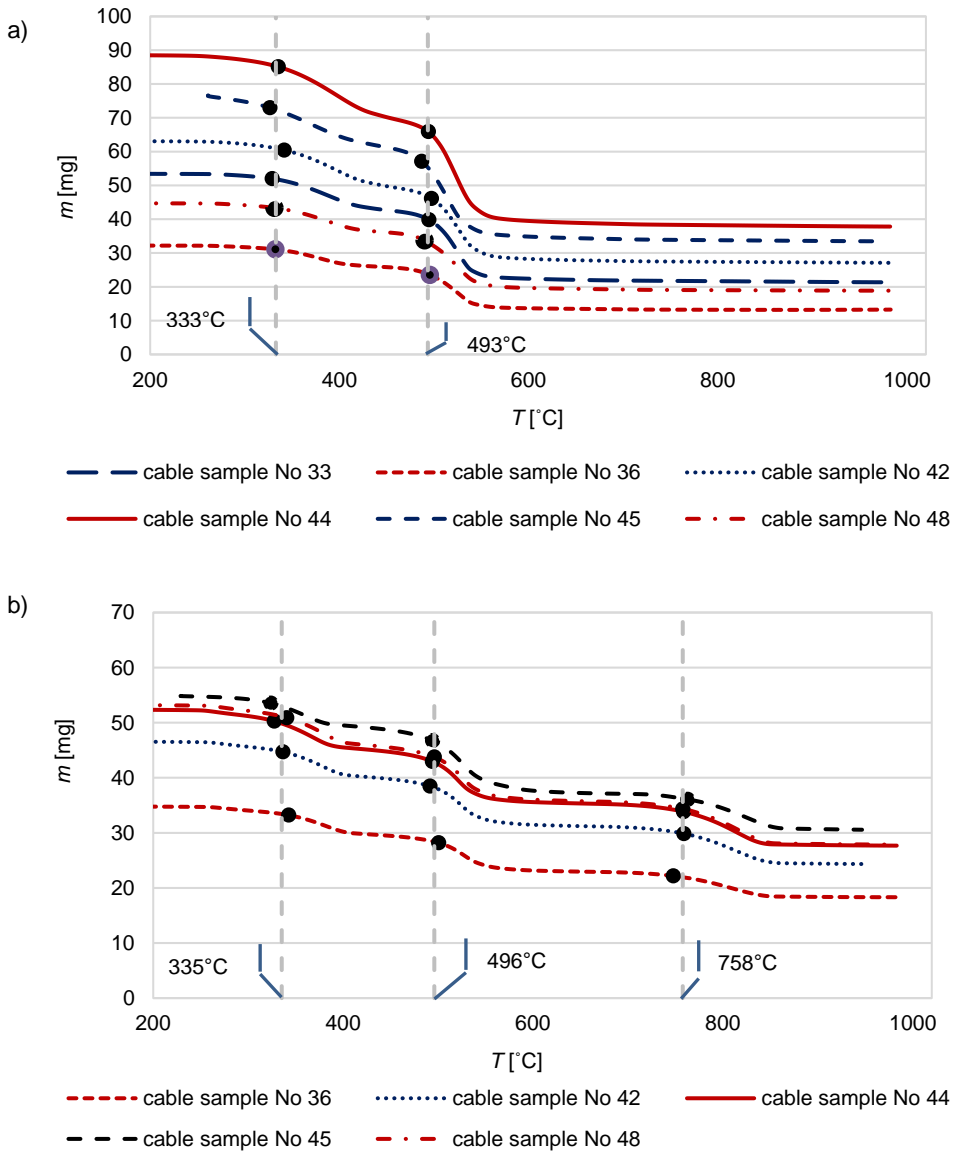 a)
100
90
80
70
60
50
40
30
20
10
0
m [mg]
333°C
493°C
200 400 600 800 1000
T [˚C]
cable sample No 33 cable sample No 36 cable sample No 42
cable sample No 44 cable sample No 45 cable sample No 48
b)
70
60
50
40
30
20
10
0
m [mg]
335°C 496°C 758°C
200 400 600 800 1000
T [˚C]
cable sample No 36 cable sample No 42 cable sample No 44
cable sample No 45 cable sample No 48